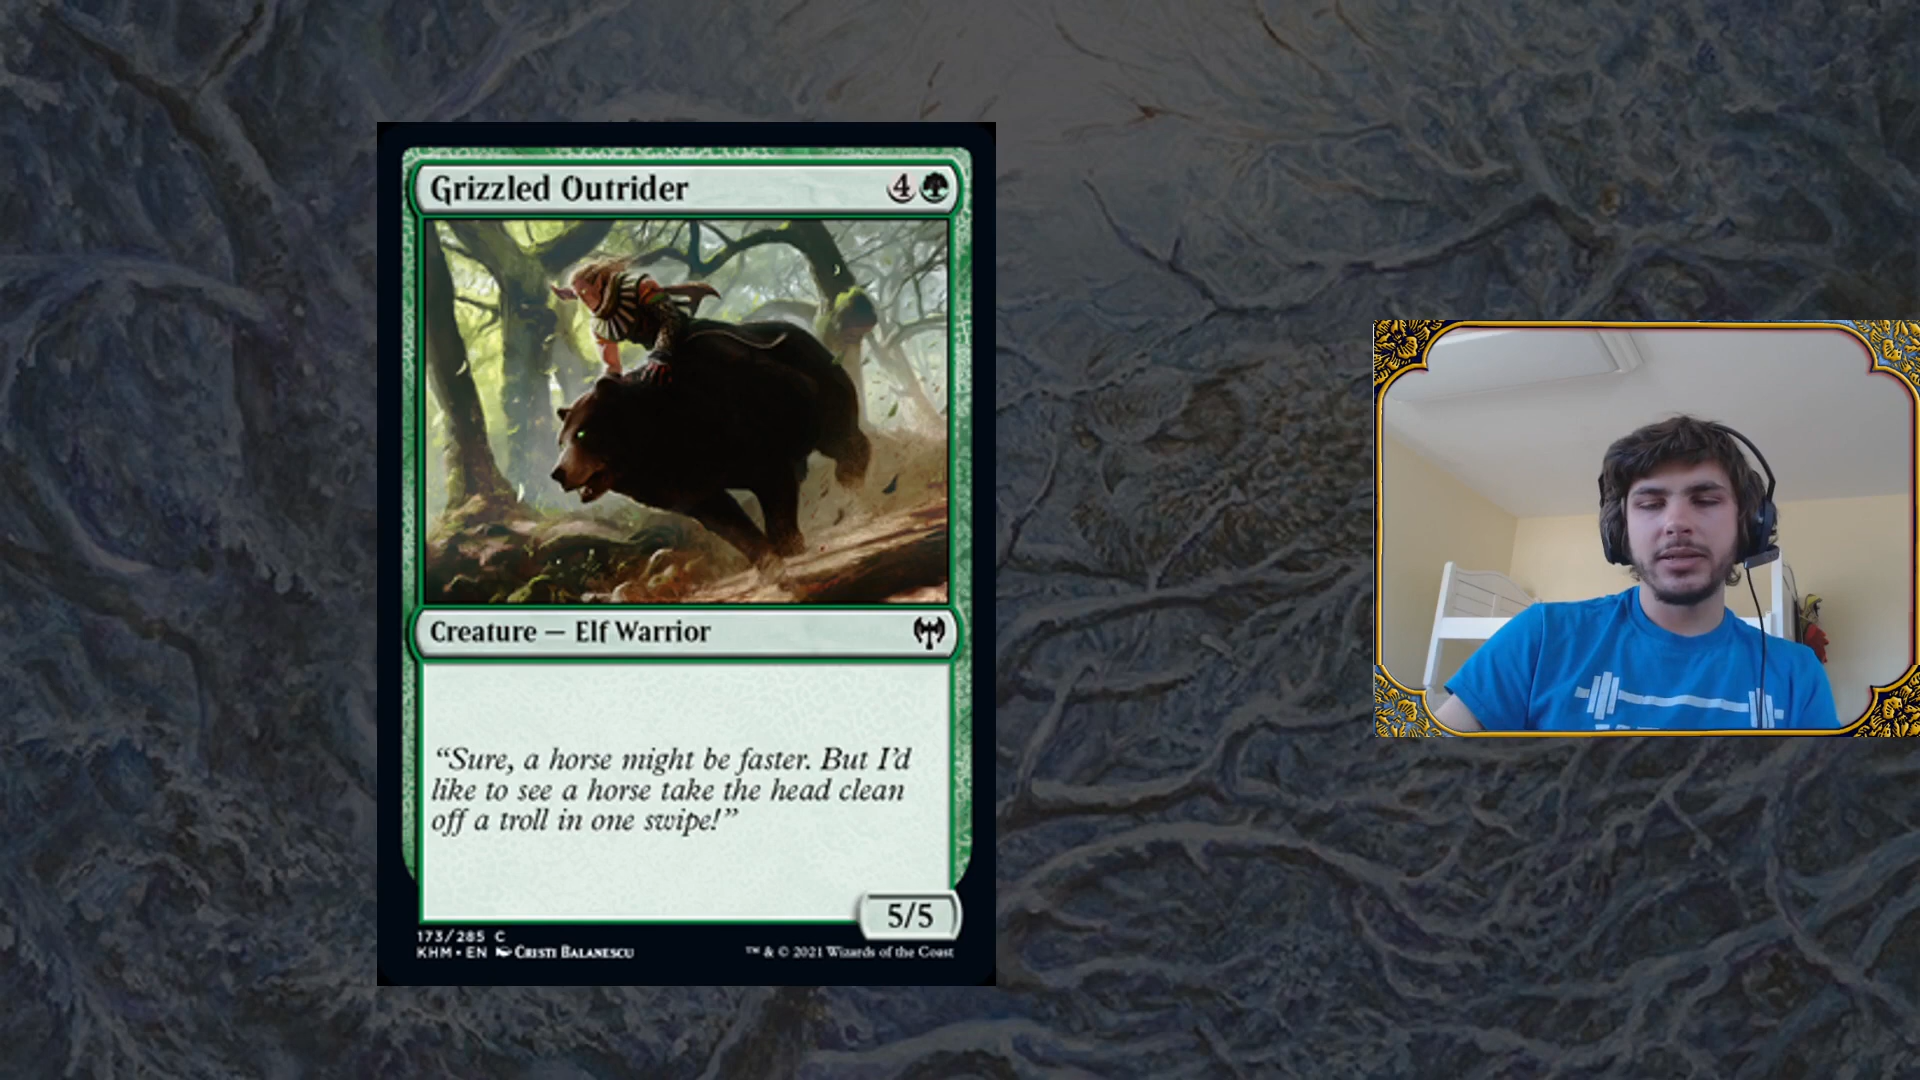 Grizzled Outrider 4
Creature — Elf Warrior
“Sure, a horse might be faster. But I’d
like to see a horse take the head clean
off a troll in one swipe!”
5/5
173/285 C
KHM • EN Cristi Balanescu
™ & © 2021 Wizards of the Coast